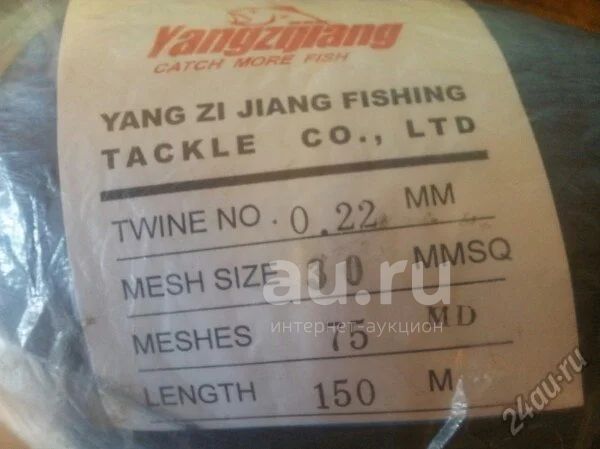 Yangzijiang
CATCH MORE FISH
YANG ZI JIANG FISHING
TACKLE CO., LTD
TWINE NO. 0.22 MM
MESH SIZE 30 MMSQ
MESHES 75 MD
LENGTH 150 M
au.ru
интернет-аукцион
24au.ru